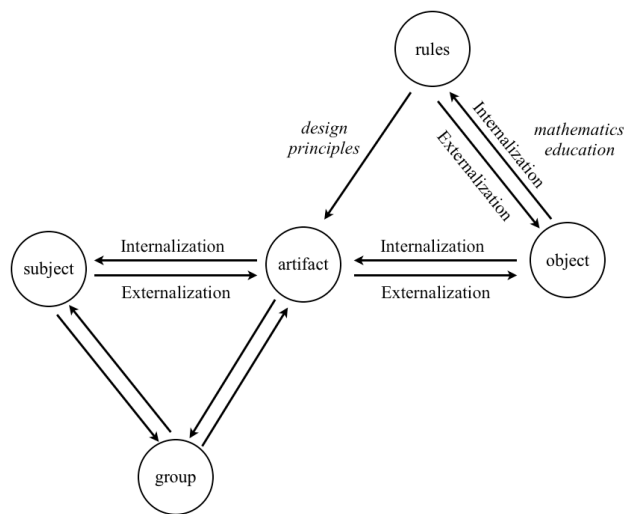 rules
design
principles
Internalization
Externalization
mathematics
education
subject
Internalization
Externalization
artifact
Internalization
Externalization
object
group